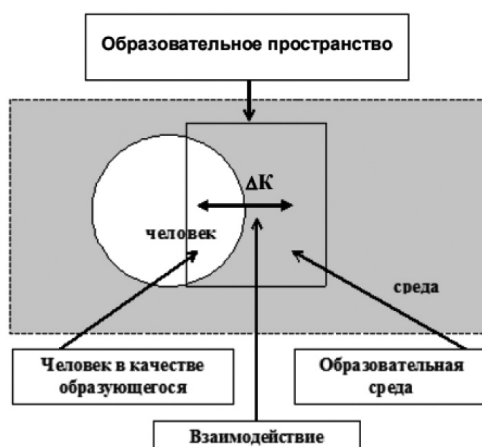 Образовательное пространство
ΔК
человек
среда
Человек в качестве
образующегося
Образовательная
среда
Взаимодействие